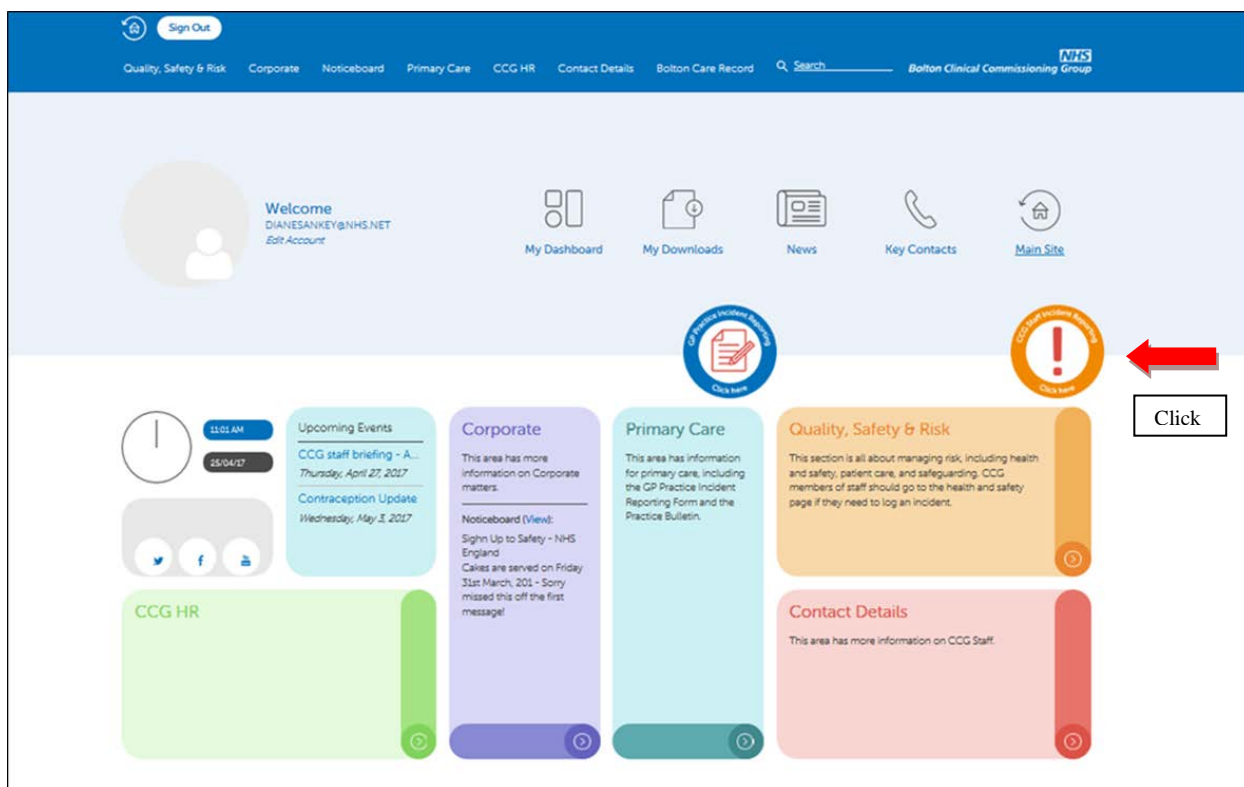 Sign Out
Quality, Safety & Risk
Corporate
Noticeboard
Primary Care
CCG HR
Contact Details
Bolton Care Record
Search
NHS
Bolton Clinical Commissioning Group
Welcome
DIANESANKEY@NHS.NET
Edit Account
My Dashboard
My Downloads
News
Key Contacts
Main Site
GP Practice Incident Reporting
Click here
CCG Staff Incident Reporting
Click here
Click
11:01 AM
25/04/17
Upcoming Events
CCG staff briefing - A...
Thursday, April 27, 2017
Contraception Update
Wednesday, May 3, 2017
Corporate
This area has more
information on Corporate
matters.
Noticeboard (View):
Sighn Up to Safety - NHS
England
Cakes are served on Friday
31st March, 201 - Sorry
missed this off the first
message!
Primary Care
This area has information
for primary care, including
the GP Practice Incident
Reporting Form and the
Practice Bulletin.
Quality, Safety & Risk
This section is all about managing risk, including health
and safety, patient care, and safeguarding. CCG
members of staff should go to the health and safety
page if they need to log an incident.
CCG HR
Contact Details
This area has more information on CCG Staff.